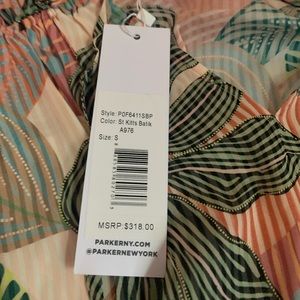 Style: P0F6411SBP
Color: St Kitts Batik
A976
Size: S
MSRP:$318.00
PARKERNY.COM
@PARKERNEWYORK